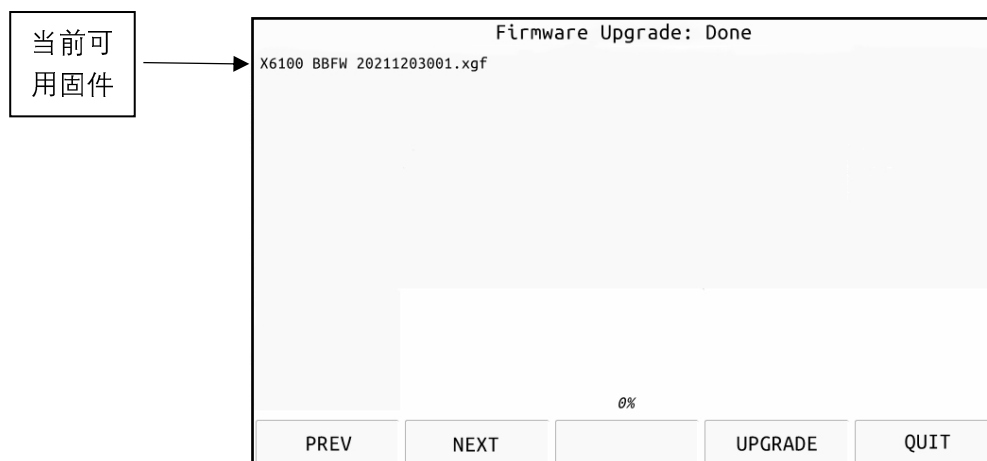 当前可
用固件
Firmware Upgrade: Done
X6100 BBFW 20211203001.xgf
0%
PREV
NEXT
UPGRADE
QUIT